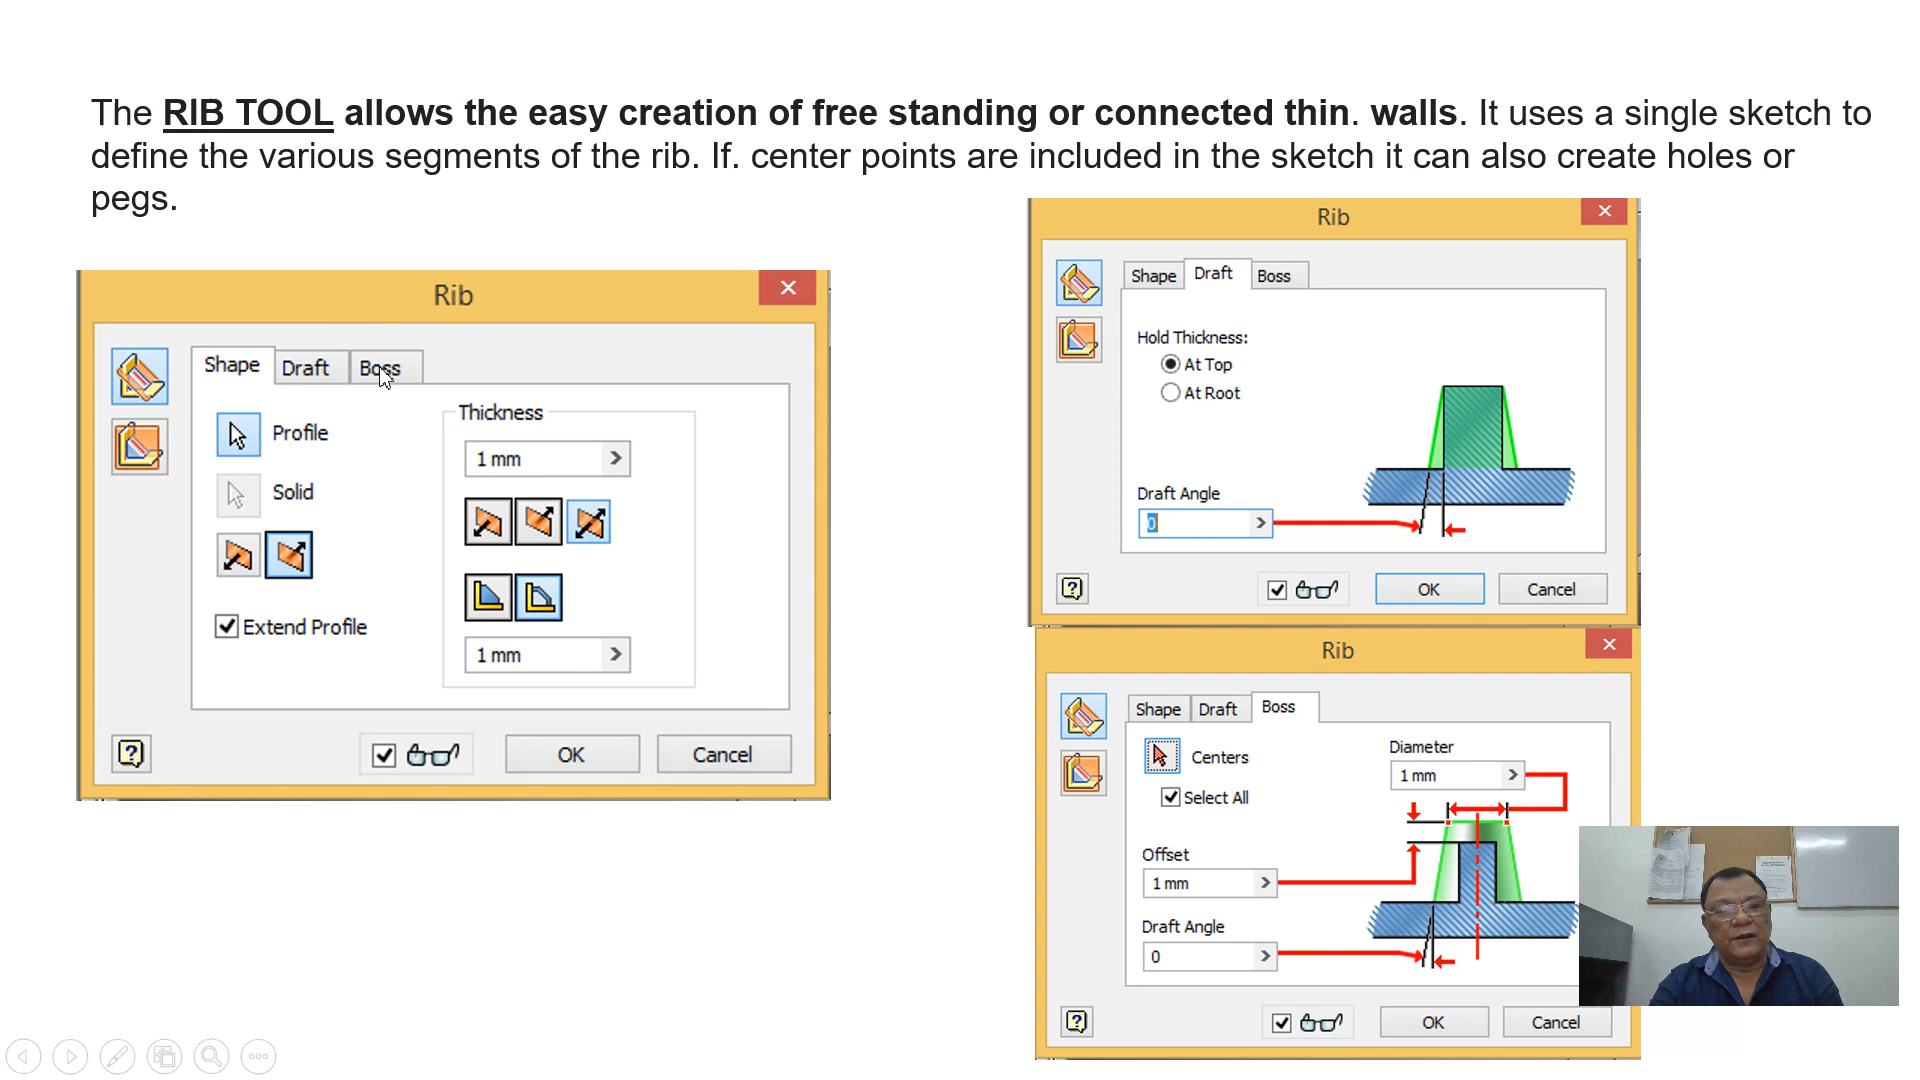 The RIB TOOL allows the easy creation of free standing or connected thin. walls. It uses a single sketch to
define the various segments of the rib. If. center points are included in the sketch it can also create holes or
pegs.
Rib
Shape
Draft
Boss
Profile
Solid
Extend Profile
Thickness
1 mm
1 mm
OK
Cancel
Rib
Shape
Draft
Boss
Hold Thickness:
At Top
At Root
Draft Angle
0
OK
Cancel
Rib
Shape
Draft
Boss
Centers
Select All
Diameter
1 mm
Offset
1 mm
Draft Angle
0
OK
Cancel